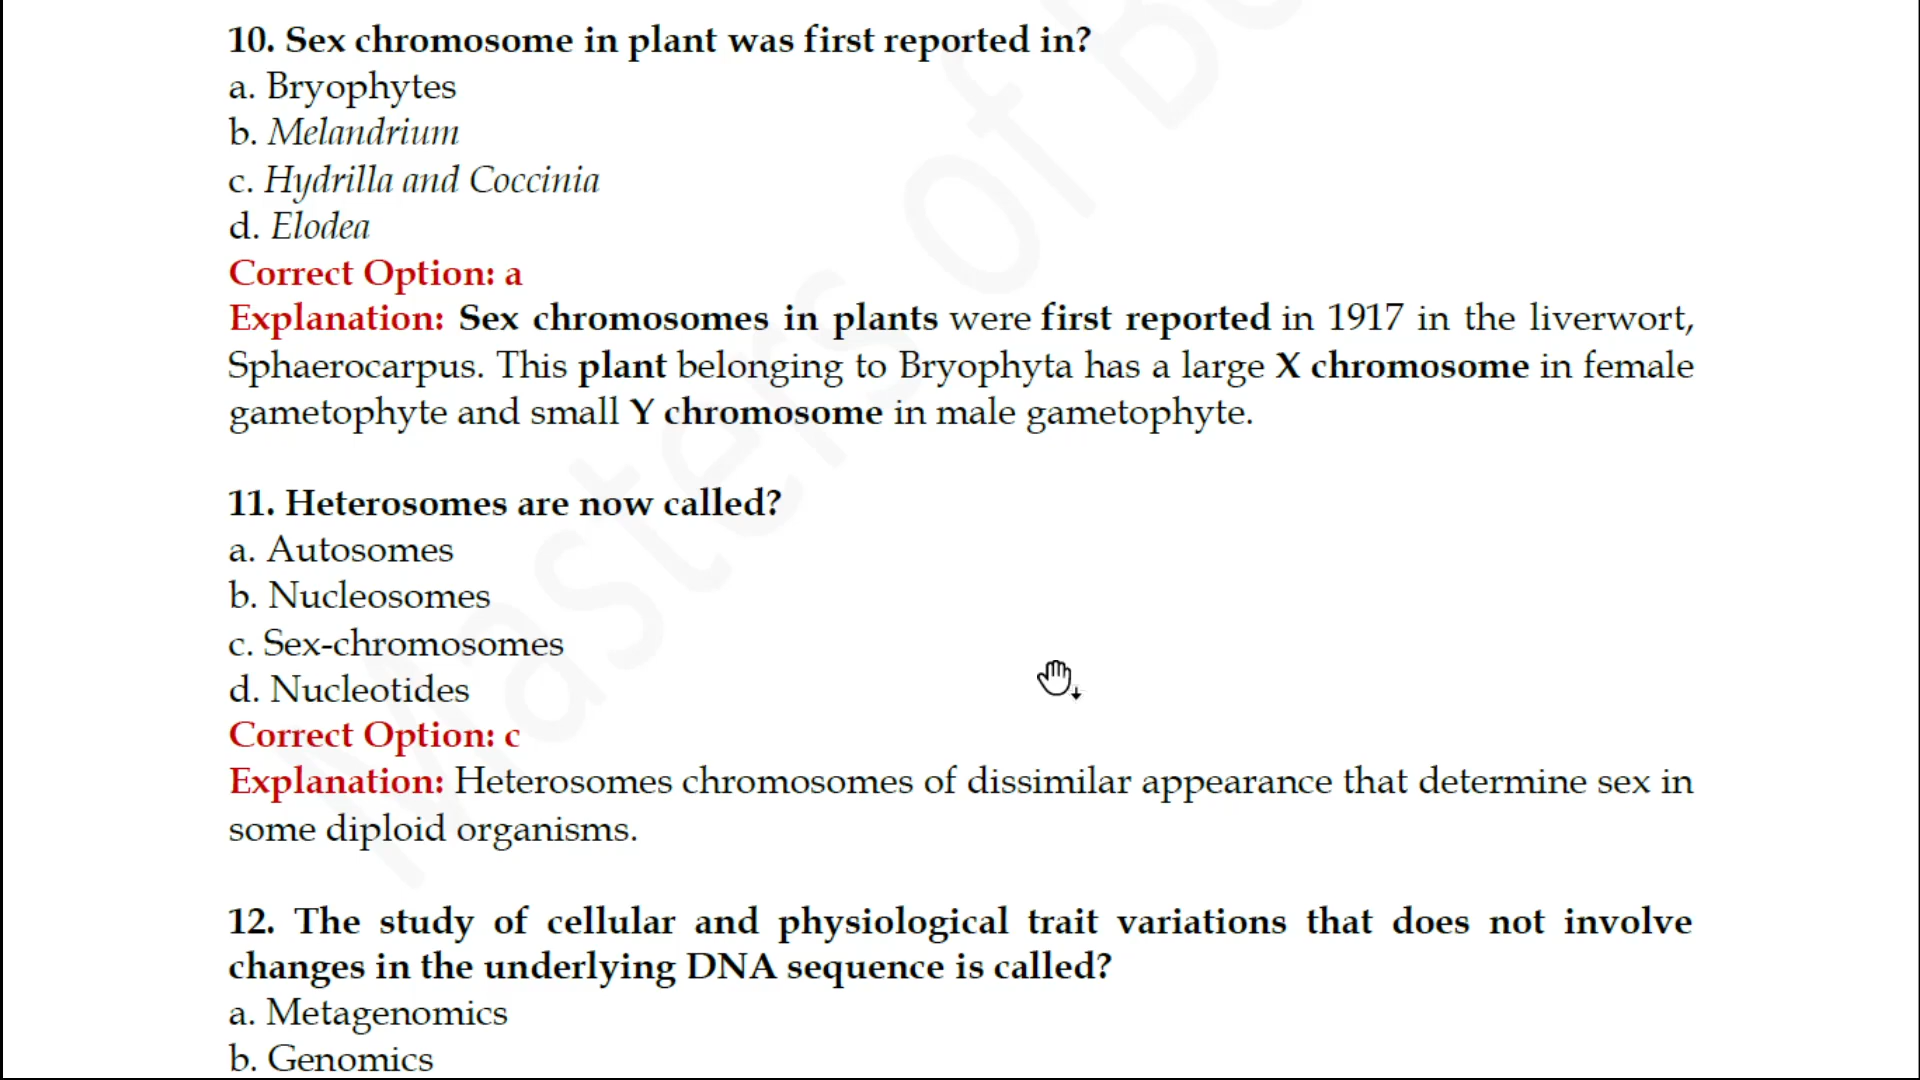 10. Sex chromosome in plant was first reported in?
a. Bryophytes
b. Melandrium
c. Hydrilla and Coccinia
d. Elodea
Correct Option: a
Explanation: Sex chromosomes in plants were first reported in 1917 in the liverwort,
Sphaerocarpus. This plant belonging to Bryophyta has a large X chromosome in female
gametophyte and small Y chromosome in male gametophyte.
11. Heterosomes are now called?
a. Autosomes
b. Nucleosomes
c. Sex-chromosomes
d. Nucleotides
Correct Option: c
Explanation: Heterosomes chromosomes of dissimilar appearance that determine sex in
some diploid organisms.
12. The study of cellular and physiological trait variations that does not involve
changes in the underlying DNA sequence is called?
a. Metagenomics
b. Genomics
Masters of